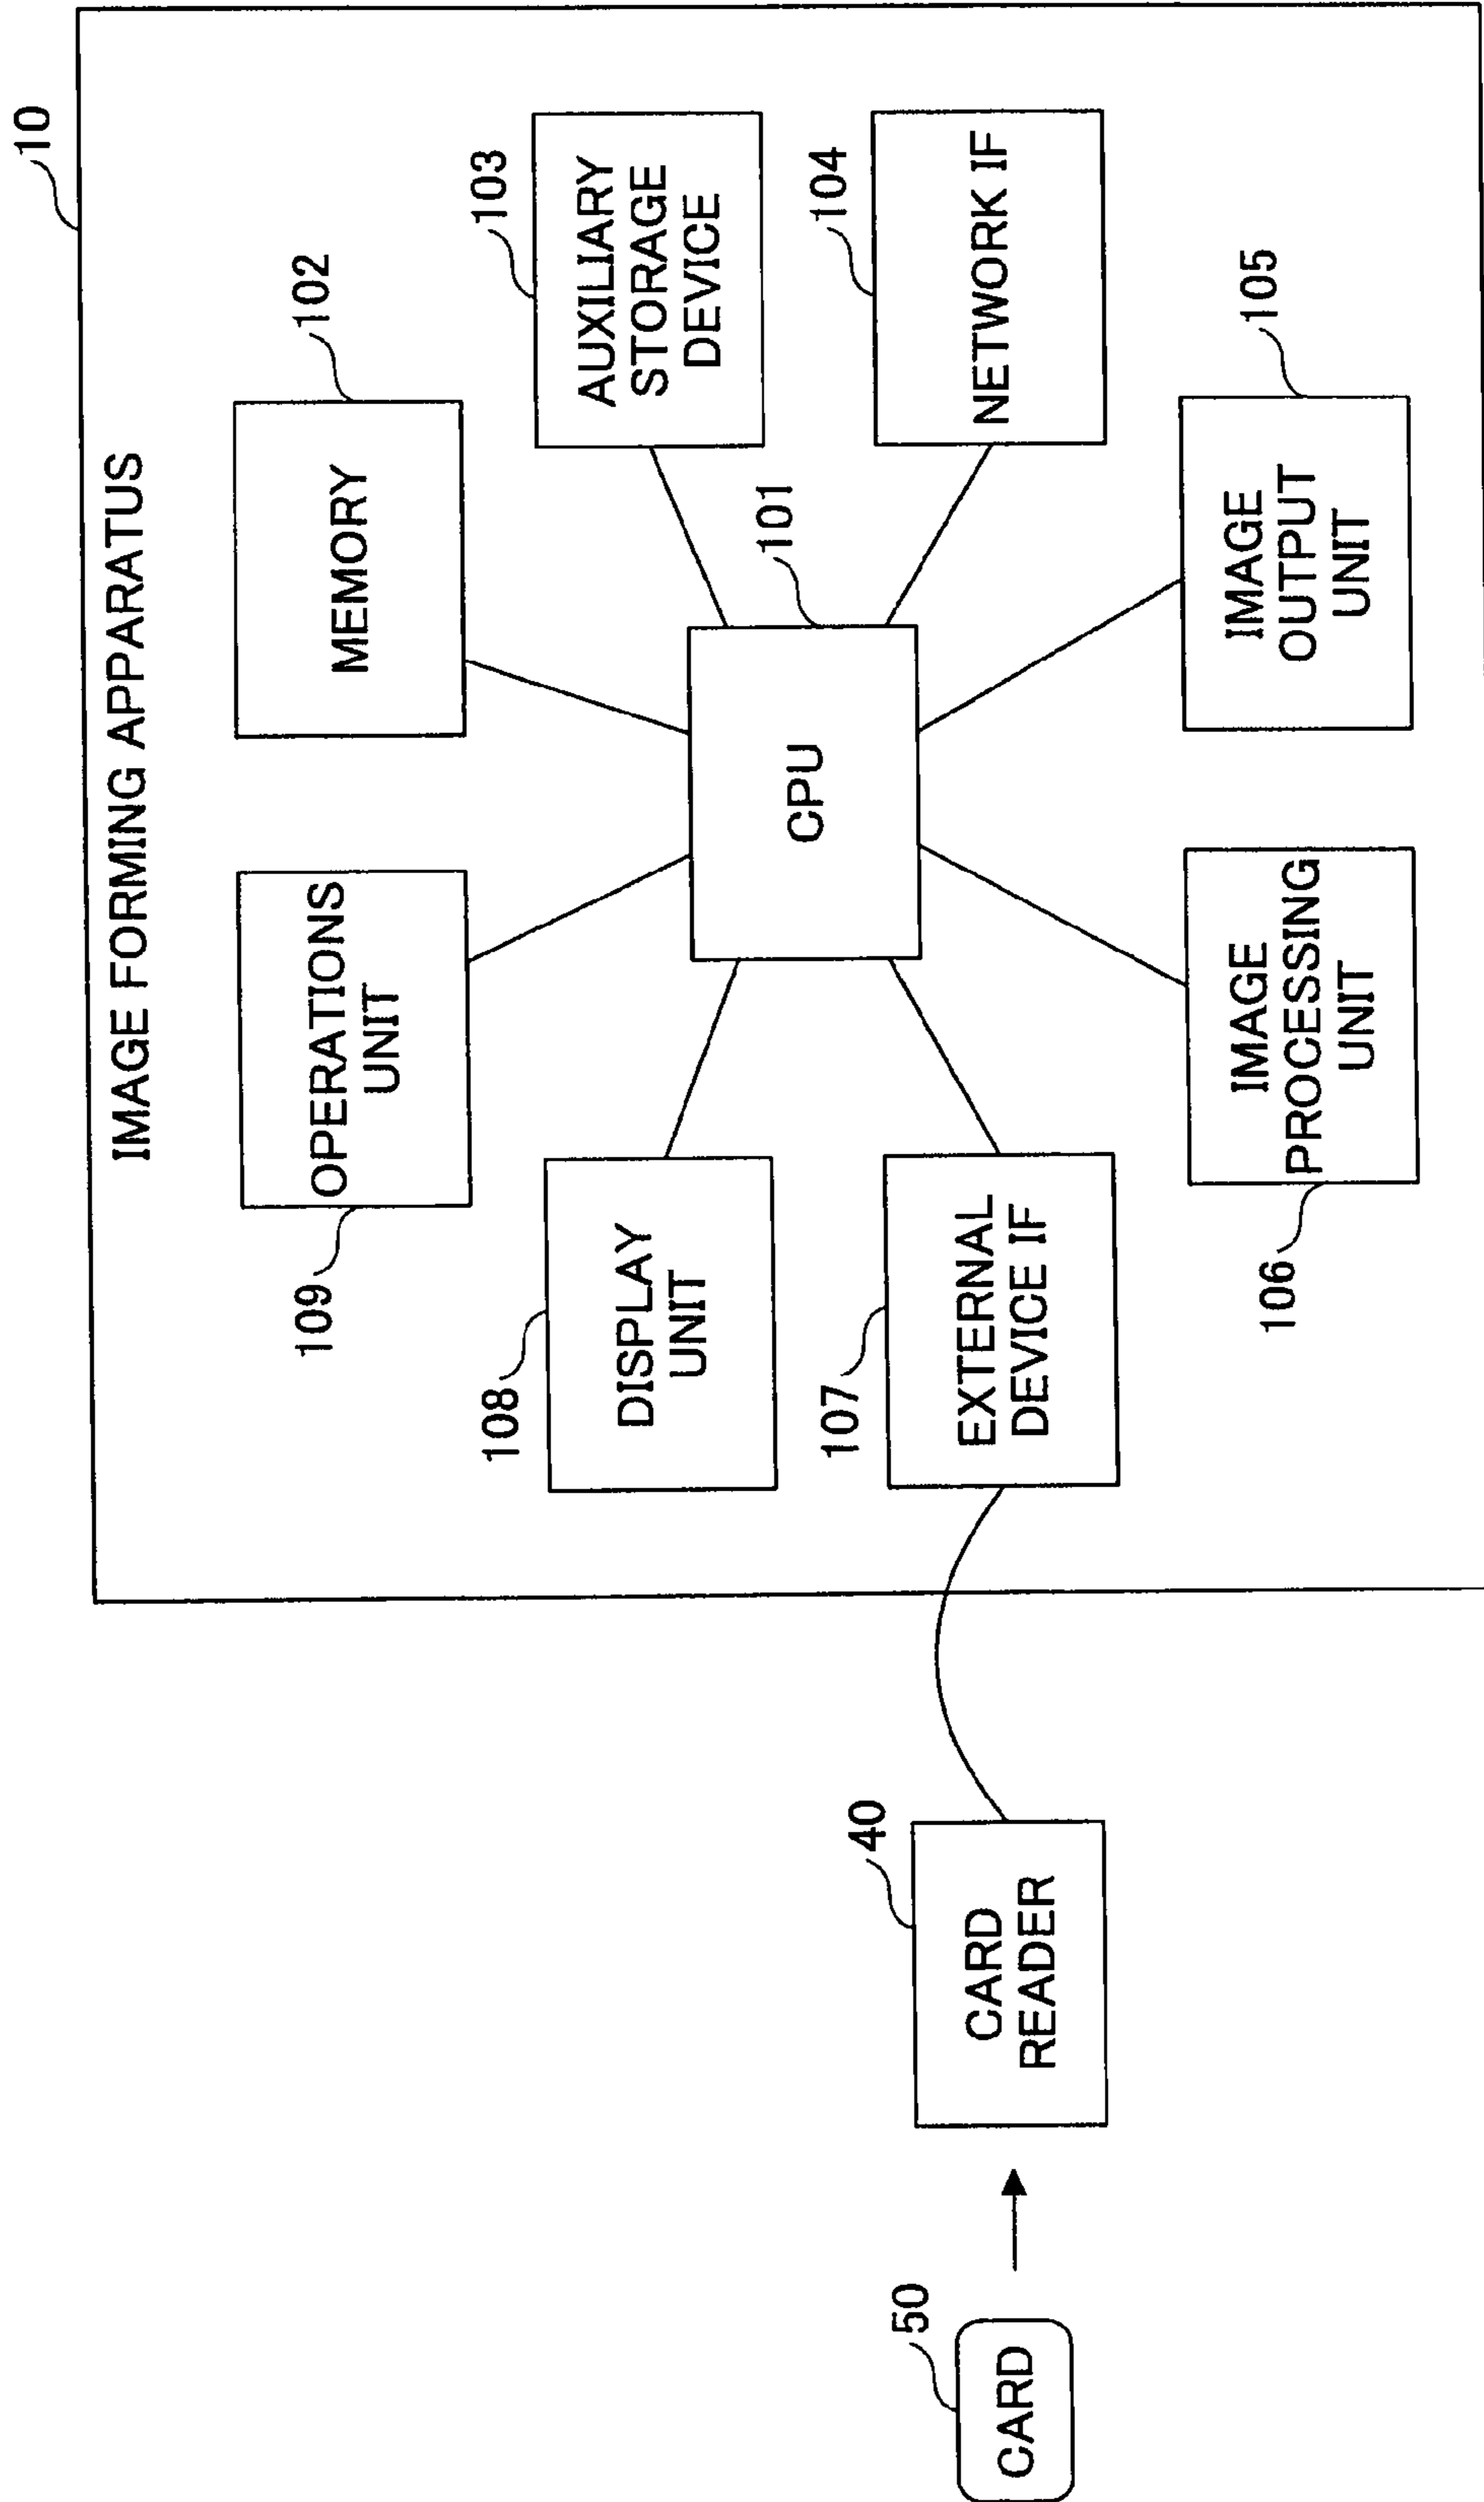 10
IMAGE FORMING APPARATUS
109
OPERATIONS
UNIT
102
MEMORY
108
DISPLAY
UNIT
103
AUXILIARY
STORAGE
DEVICE
101
CPU
50
CARD
40
CARD
READER
107
EXTERNAL
DEVICE IF
104
NETWORK IF
106
IMAGE
PROCESSING
UNIT
105
IMAGE
OUTPUT
UNIT